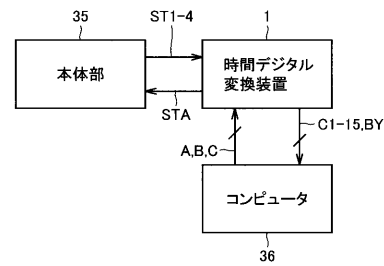 35
ST1-4
1
本体部
時間デジタル
変換装置
STA
A,B,C
C1-15,BY
コンピュータ
36